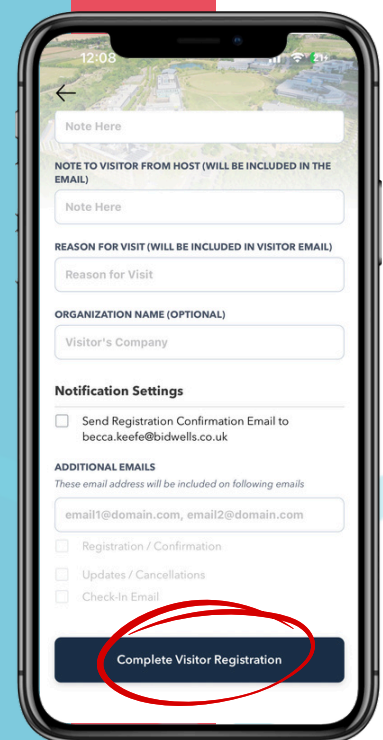 12:08
Note Here
NOTE TO VISITOR FROM HOST (WILL BE INCLUDED IN THE
EMAIL)
Note Here
REASON FOR VISIT (WILL BE INCLUDED IN VISITOR EMAIL)
Reason for Visit
ORGANIZATION NAME (OPTIONAL)
Visitor's Company
Notification Settings
Send Registration Confirmation Email to
becca.keefe@bidwells.co.uk
ADDITIONAL EMAILS
These email address will be included on following emails
email1@domain.com, email2@domain.com
Registration / Confirmation
Updates / Cancellations
Check-In Email
Complete Visitor Registration